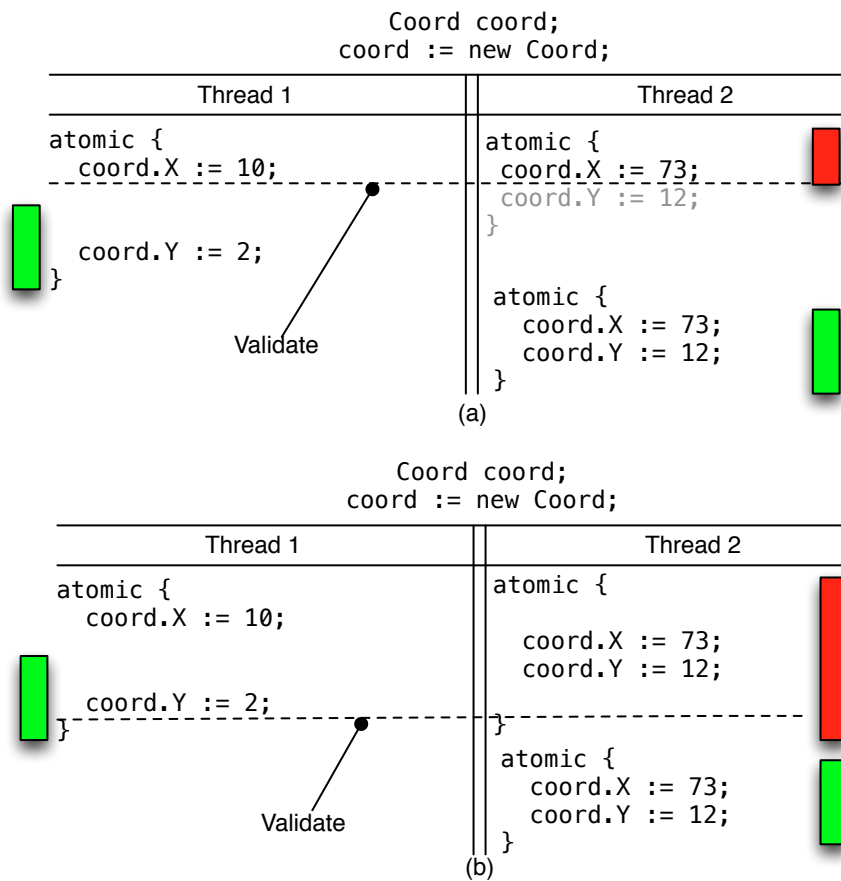 Coord coord;
coord := new Coord;
Thread 1
Thread 2
atomic {
coord.X := 10;
coord.Y := 2;
}
Validate
atomic {
coord.X := 73;
coord.Y := 12;
}
atomic {
coord.X := 73;
coord.Y := 12;
}
(a)
Coord coord;
coord := new Coord;
Thread 1
Thread 2
atomic {
coord.X := 10;
coord.Y := 2;
}
Validate
atomic {
coord.X := 73;
coord.Y := 12;
}
atomic {
coord.X := 73;
coord.Y := 12;
}
(b)